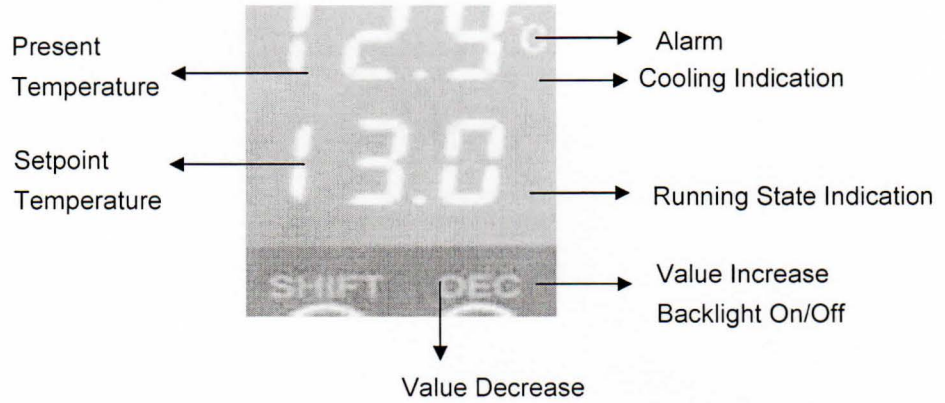 12.9 °C
Alarm
Present
Temperature
Cooling Indication
13.0
Setpoint
Temperature
Running State Indication
SHIFT DEC
Value Increase
Backlight On/Off
Value Decrease